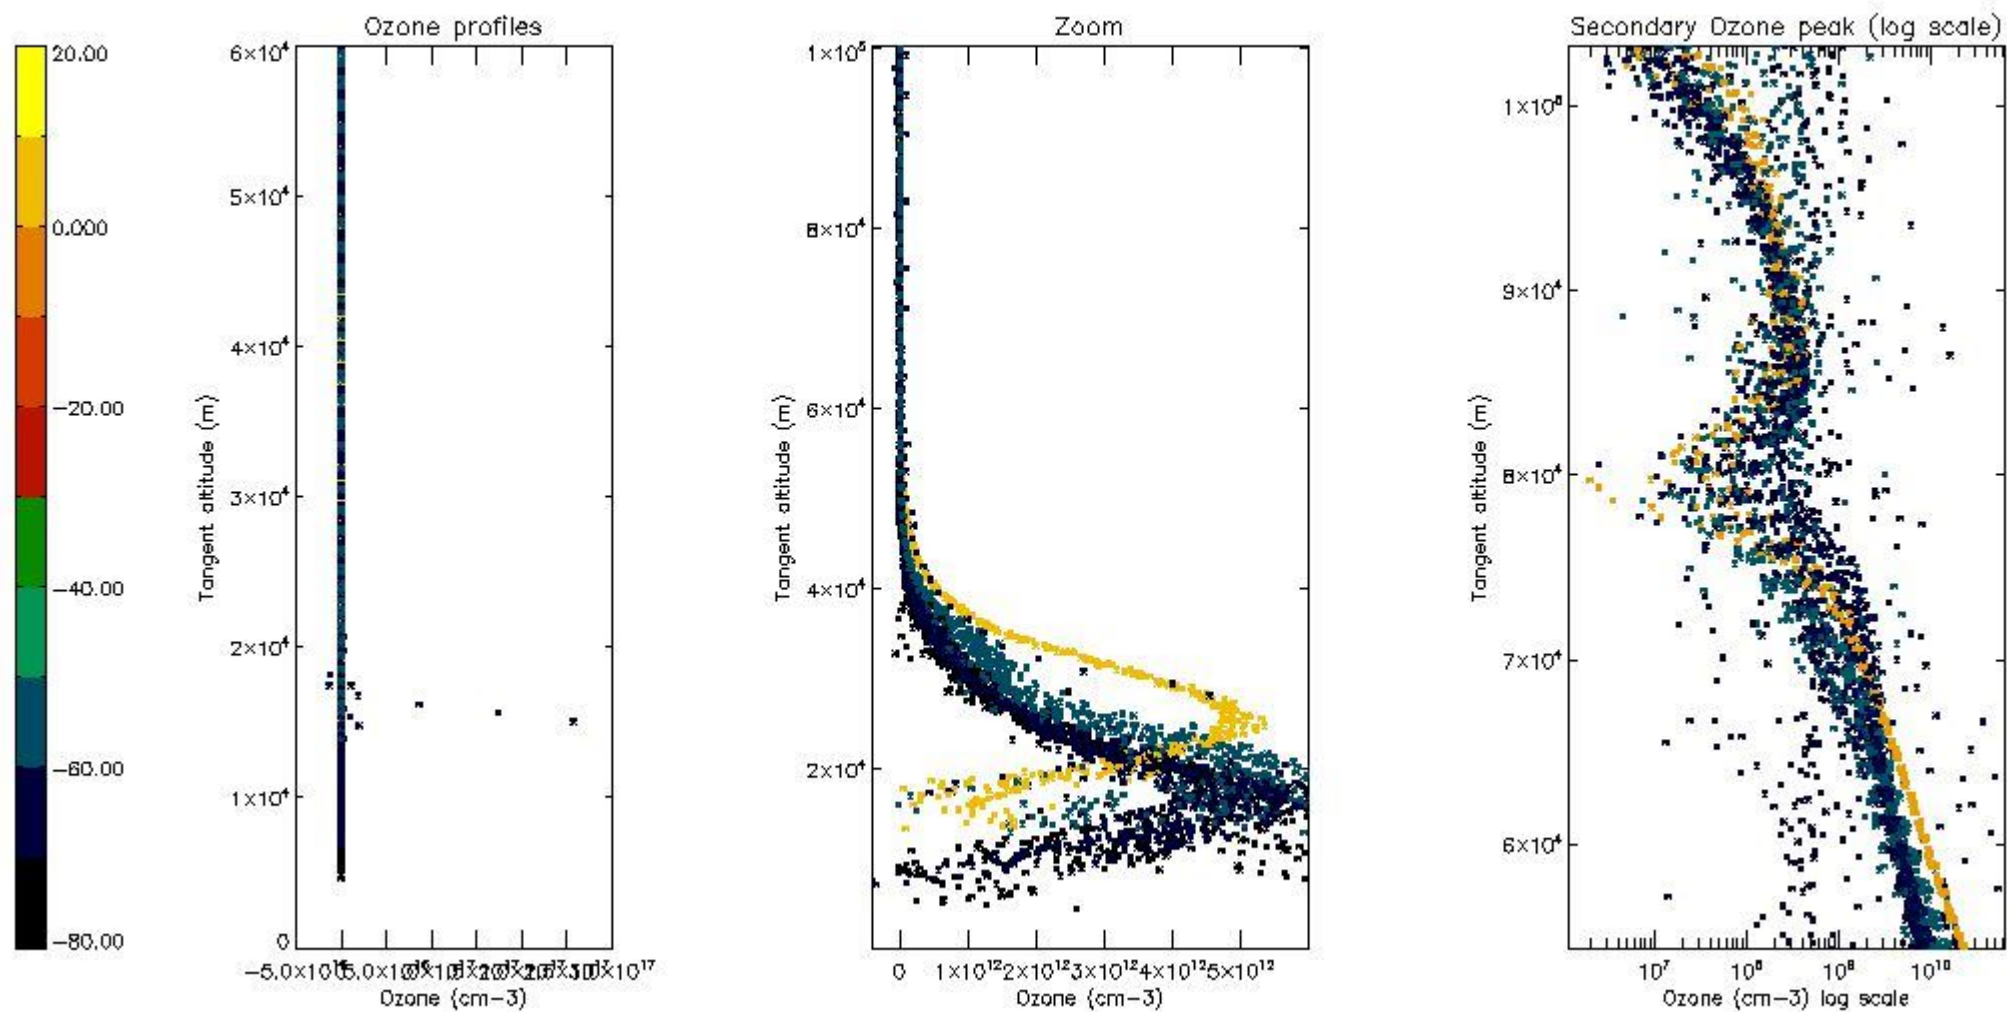 Ozone profiles
Zoom
Secondary Ozone peak (log scale)
20.00
0.000
−20.00
−40.00
−60.00
−80.00
6×10⁴
5×10⁴
4×10⁴
3×10⁴
2×10⁴
1×10⁴
0
Tangent altitude (m)
Ozone (cm−3)
1×10⁵
8×10⁴
6×10⁴
4×10⁴
2×10⁴
Tangent altitude (m)
0 1×10¹² 2×10¹² 3×10¹² 4×10¹² 5×10¹²
Ozone (cm−3)
9×10⁴
8×10⁴
7×10⁴
6×10⁴
Tangent altitude (m)
10⁷ 10⁸ 10⁹ 10¹⁰
Ozone (cm−3) log scale